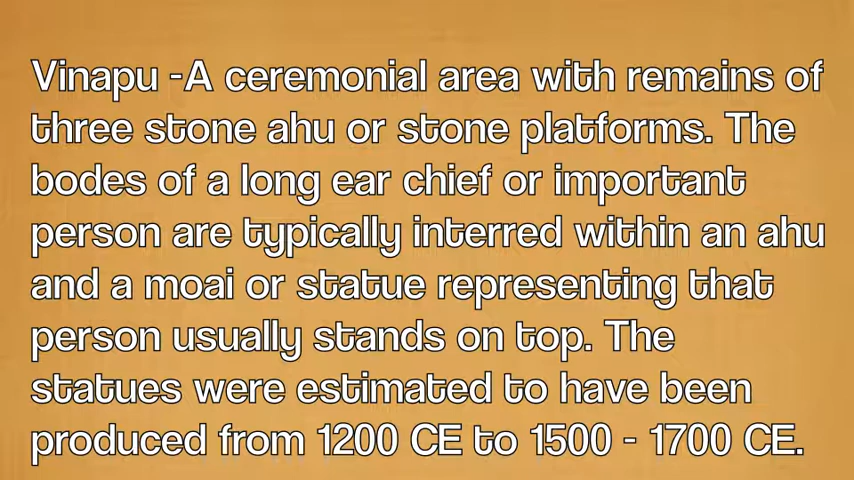 Vinapu -A ceremonial area with remains of
three stone ahu or stone platforms. The
bodes of a long ear chief or important
person are typically interred within an ahu
and a moai or statue representing that
person usually stands on top. The
statues were estimated to have been
produced from 1200 CE to 1500 - 1700 CE.